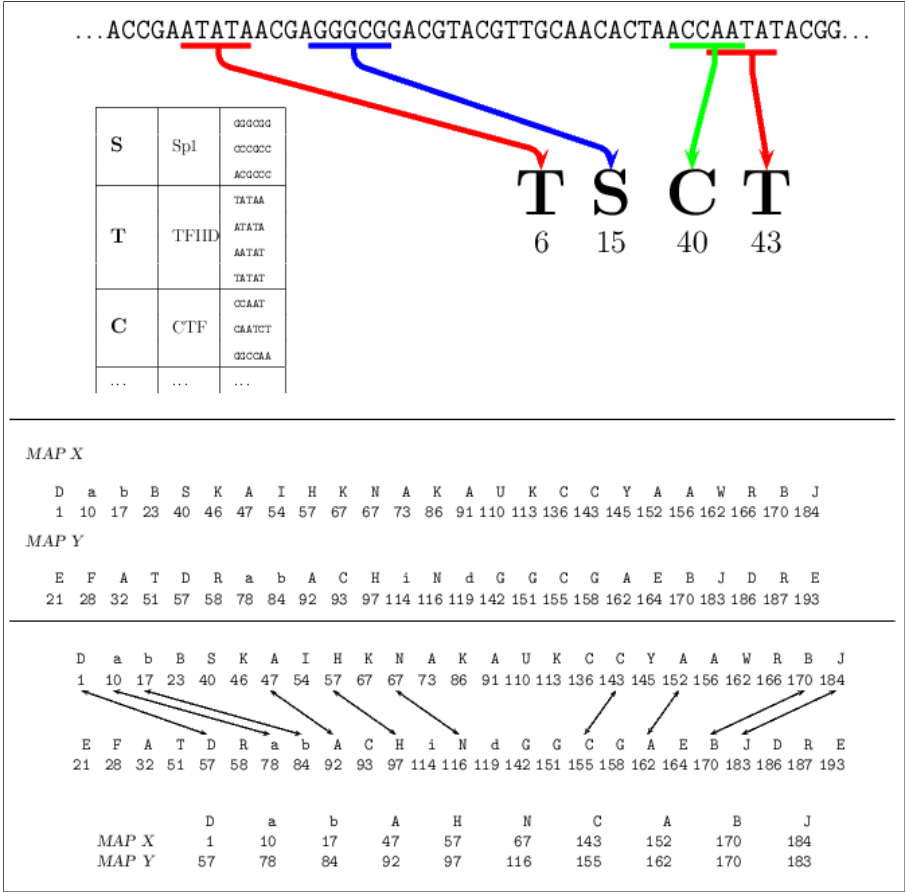 ...ACCGAATATAACGAGGGCGGACGTACGTTGCAACACTAACCAATATACGG...
T S C T
6 15 40 43
S Sp1 GGGCGG
CCCGCC
ACGCCC
T TFIID TATAA
ATATA
AATAT
TATAT
C CTF CCAAT
CAATCT
GGCCAA
... ... ...
MAP X
D a b B S K A I H K N A K A U K C C Y A A W R B J
1 10 17 23 40 46 47 54 57 67 67 73 86 91 110 113 136 143 145 152 156 162 166 170 184
MAP Y
E F A T D R a b A C H i N d G G C G A E B J D R E
21 28 32 51 57 58 78 84 92 93 97 114 116 119 142 151 155 158 162 164 170 183 186 187 193
D a b B S K A I H K N A K A U K C C Y A A W R B J
1 10 17 23 40 46 47 54 57 67 67 73 86 91 110 113 136 143 145 152 156 162 166 170 184
E F A T D R a b A C H i N d G G C G A E B J D R E
21 28 32 51 57 58 78 84 92 93 97 114 116 119 142 151 155 158 162 164 170 183 186 187 193
D a b A H N C A B J
MAP X 1 10 17 47 57 67 143 152 170 184
MAP Y 57 78 84 92 97 116 155 162 170 183